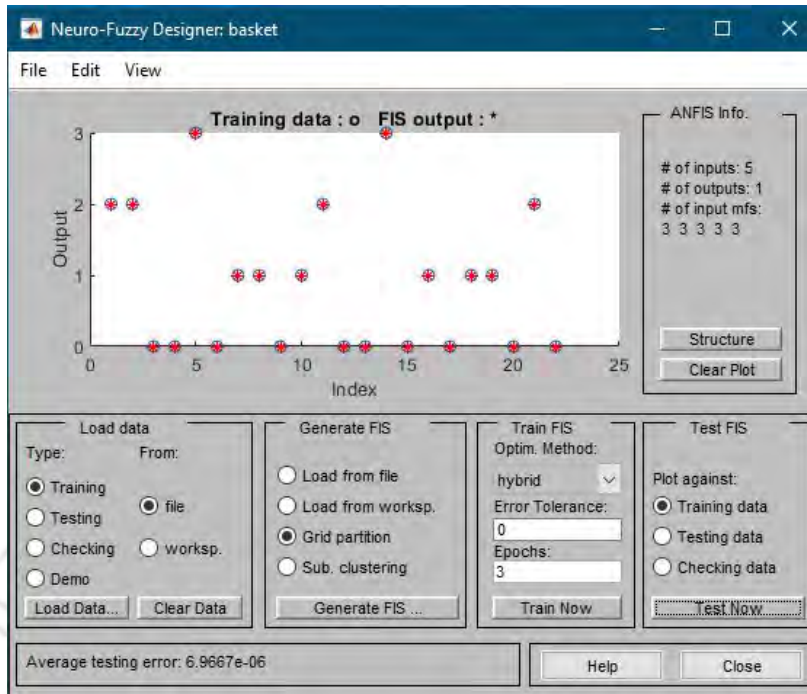 Neuro-Fuzzy Designer: basket
File Edit View
Training data : o FIS output : *
3
2
1
0
Output
0 5 10 15 20 25
Index
ANFIS Info.
# of inputs: 5
# of outputs: 1
# of input mfs:
3 3 3 3 3
Structure
Clear Plot
Load data
Type: From:
Training
Testing
Checking
Demo
file
worksp.
Load Data... Clear Data
Generate FIS
Load from file
Load from worksp.
Grid partition
Sub. clustering
Generate FIS ...
Train FIS
Optim. Method:
hybrid
Error Tolerance:
0
Epochs:
3
Train Now
Test FIS
Plot against:
Training data
Testing data
Checking data
Test Now
Average testing error: 6.9667e-06
Help Close